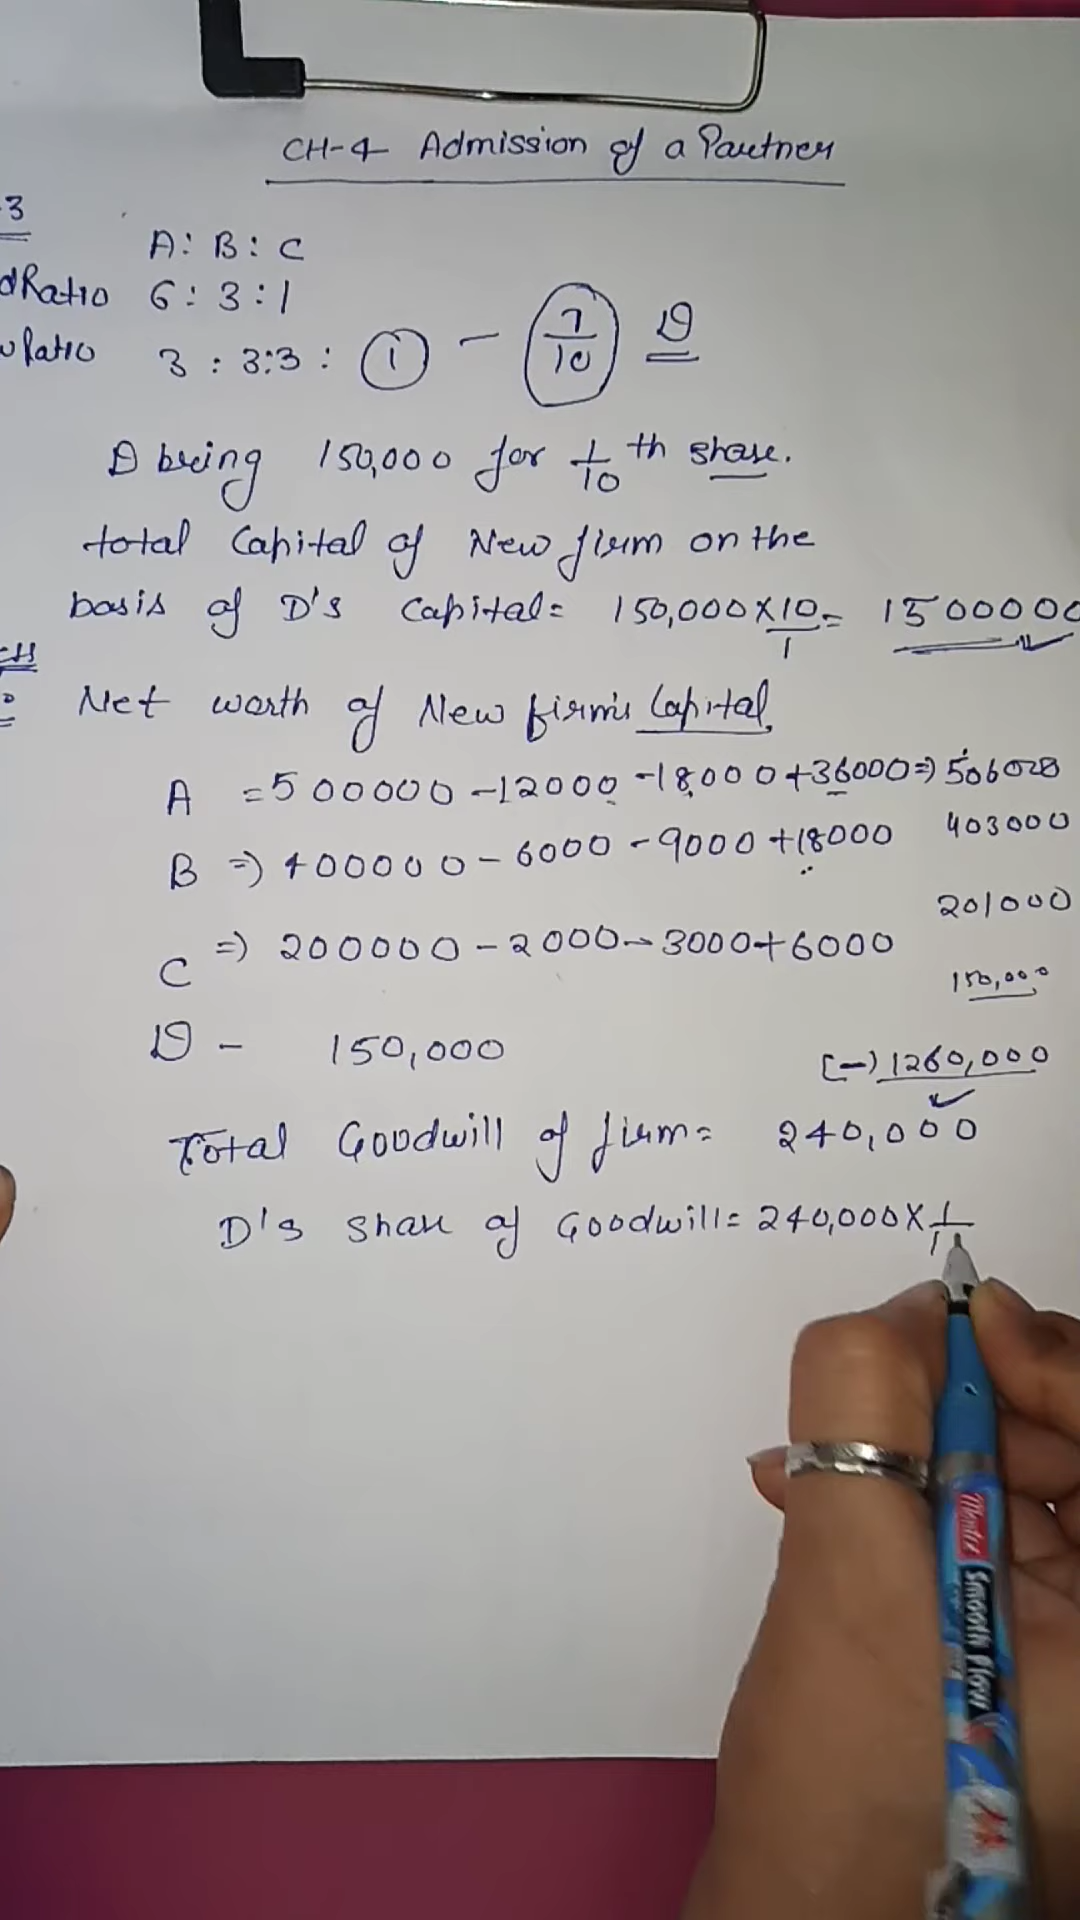 CH-4 Admission of a Partner
.3
A: B: C
dRatio 6: 3:1
Ratio 3 : 3:3 : 1 - 7/10 D
D being 150,000 for 1/10 th share.
total Capital of New firm on the
basis of D's Capital= 150,000 X 10/1 = 1500000
Net worth of New firm's Capital
A =500000 -12000 -18000 +36000 => 506000
B => 400000 - 6000 - 9000 +18000 403000
201000
C => 200000 - 2000 - 3000+6000
150,000
D - 150,000
(-) 1260,000
Total Goodwill of firm= 240,000
D's Share of Goodwill= 240,000 X 1/1
Montex Smooth Flow